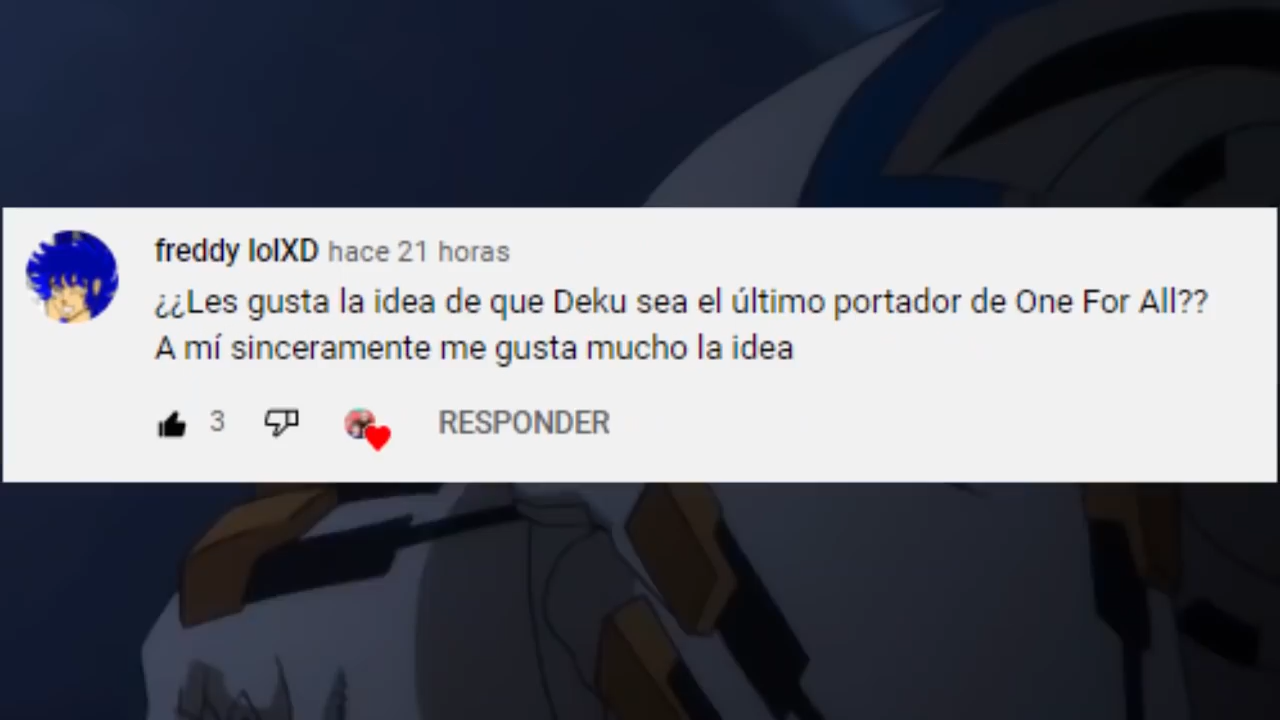 freddy lolXD hace 21 horas
¿¿Les gusta la idea de que Deku sea el último portador de One For All??
A mí sinceramente me gusta mucho la idea
3 RESPONDER